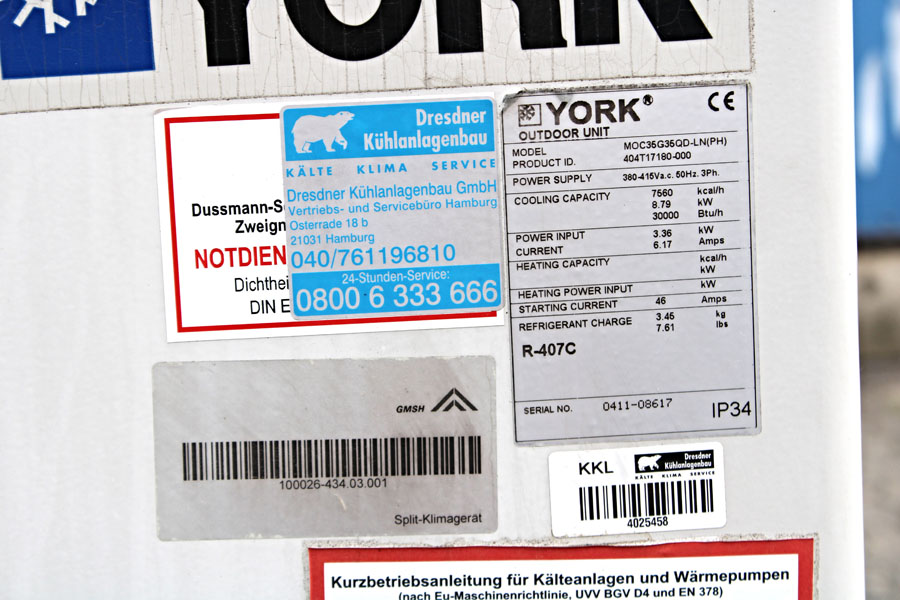 YORK
Dresdner
Kühlanlagenbau
KÄLTE KLIMA SERVICE
Dresdner Kühlanlagenbau GmbH
Vertriebs- und Servicebüro Hamburg
Osterrade 18 b
21031 Hamburg
040/761196810
24-Stunden-Service:
0800 6 333 666
Dussmann-S
Zweign
NOTDIEN
Dichthei
DIN E
YORK® CE
OUTDOOR UNIT
MODEL MOC35G35QD-LN(PH)
PRODUCT ID. 404T17180-000
POWER SUPPLY 380-415Va.c. 50Hz. 3Ph.
COOLING CAPACITY 7560 kcal/h
8.79 kW
30000 Btu/h
POWER INPUT 3.36 kW
CURRENT 6.17 Amps
HEATING CAPACITY kcal/h
kW
HEATING POWER INPUT kW
STARTING CURRENT 46 Amps
REFRIGERANT CHARGE 3.45 kg
7.61 lbs
R-407C
SERIAL NO. 0411-08617 IP34
GMSH
100026-434.03.001
Split-Klimagerät
KKL Dresdner
Kühlanlagenbau
KÄLTE KLIMA SERVICE
4025458
Kurzbetriebsanleitung für Kälteanlagen und Wärmepumpen
(nach Eu-Maschinenrichtlinie, UVV BGV D4 und EN 378)